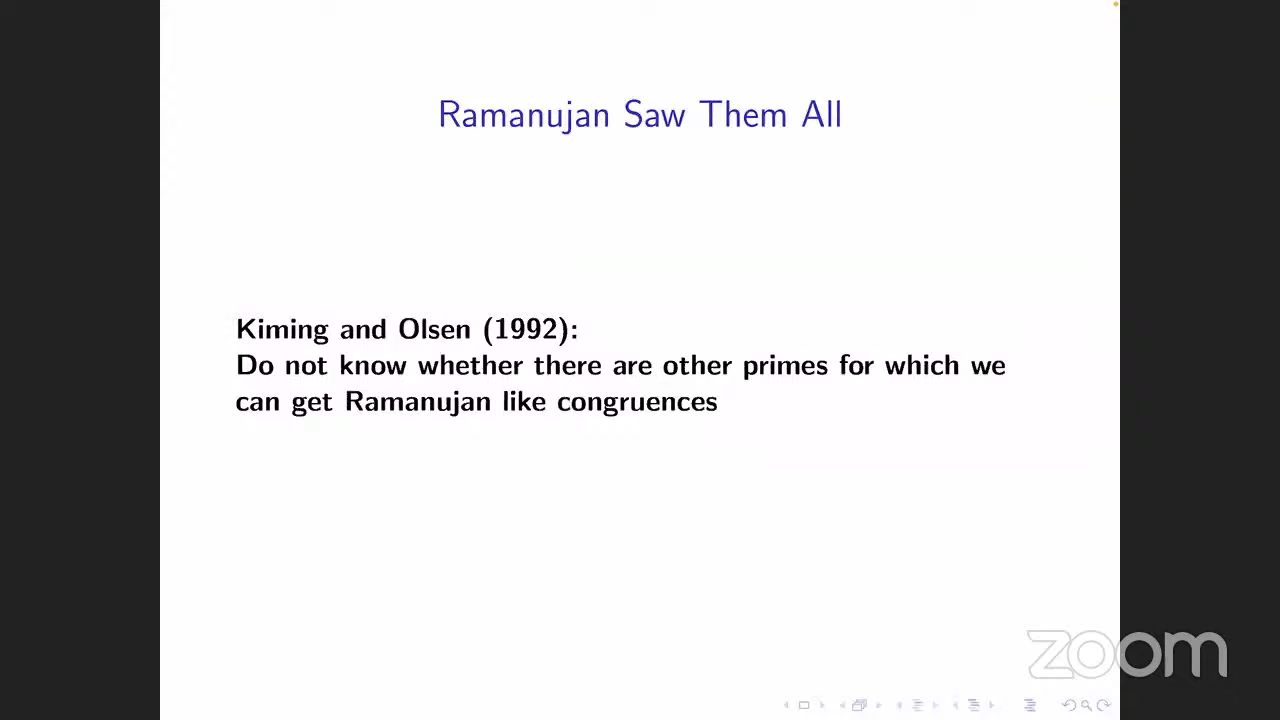 Ramanujan Saw Them All
Kiming and Olsen (1992):
Do not know whether there are other primes for which we
can get Ramanujan like congruences
zoom